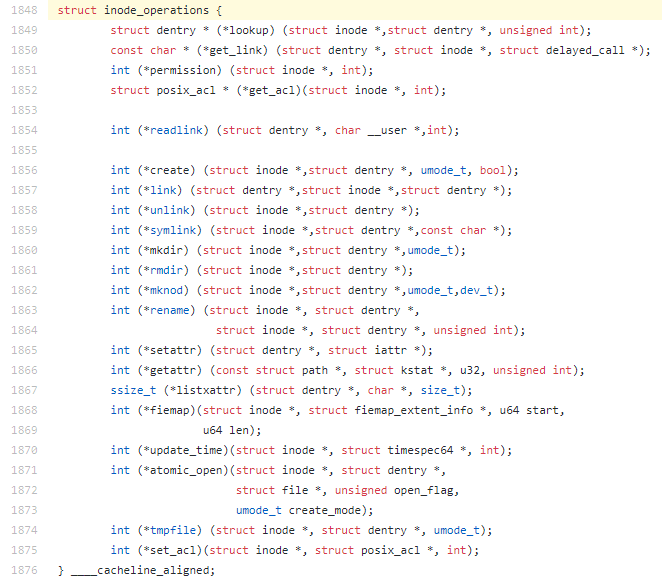 1848 struct inode_operations {
1849 struct dentry * (*lookup) (struct inode *,struct dentry *, unsigned int);
1850 const char * (*get_link) (struct dentry *, struct inode *, struct delayed_call *);
1851 int (*permission) (struct inode *, int);
1852 struct posix_acl * (*get_acl)(struct inode *, int);
1853
1854 int (*readlink) (struct dentry *, char __user *,int);
1855
1856 int (*create) (struct inode *,struct dentry *, umode_t, bool);
1857 int (*link) (struct dentry *,struct inode *,struct dentry *);
1858 int (*unlink) (struct inode *,struct dentry *);
1859 int (*symlink) (struct inode *,struct dentry *,const char *);
1860 int (*mkdir) (struct inode *,struct dentry *,umode_t);
1861 int (*rmdir) (struct inode *,struct dentry *);
1862 int (*mknod) (struct inode *,struct dentry *,umode_t,dev_t);
1863 int (*rename) (struct inode *, struct dentry *,
1864 struct inode *, struct dentry *, unsigned int);
1865 int (*setattr) (struct dentry *, struct iattr *);
1866 int (*getattr) (const struct path *, struct kstat *, u32, unsigned int);
1867 ssize_t (*listxattr) (struct dentry *, char *, size_t);
1868 int (*fiemap)(struct inode *, struct fiemap_extent_info *, u64 start,
1869 u64 len);
1870 int (*update_time)(struct inode *, struct timespec64 *, int);
1871 int (*atomic_open)(struct inode *, struct dentry *,
1872 struct file *, unsigned open_flag,
1873 umode_t create_mode);
1874 int (*tmpfile) (struct inode *, struct dentry *, umode_t);
1875 int (*set_acl)(struct inode *, struct posix_acl *, int);
1876 } ____cacheline_aligned;